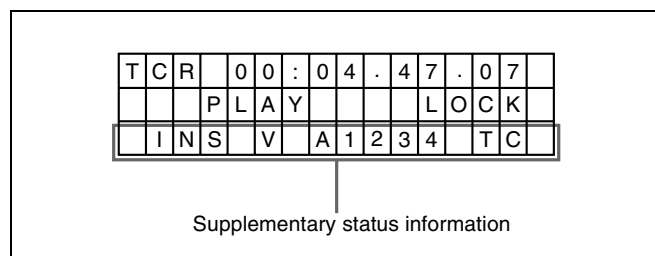 TCR 00:04.47.07
PLAY LOCK
INS V A1234 TC
Supplementary status information